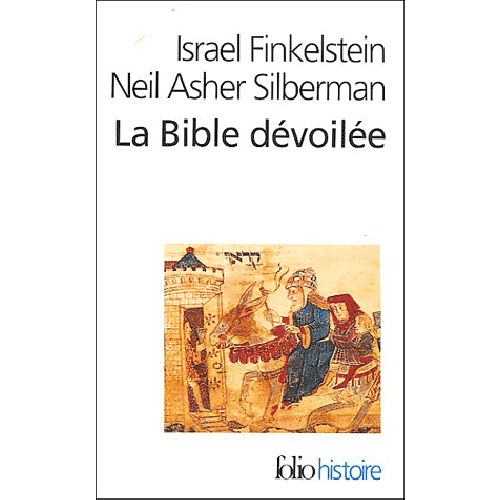 Israel Finkelstein
Neil Asher Silberman
La Bible dévoilée
folio histoire